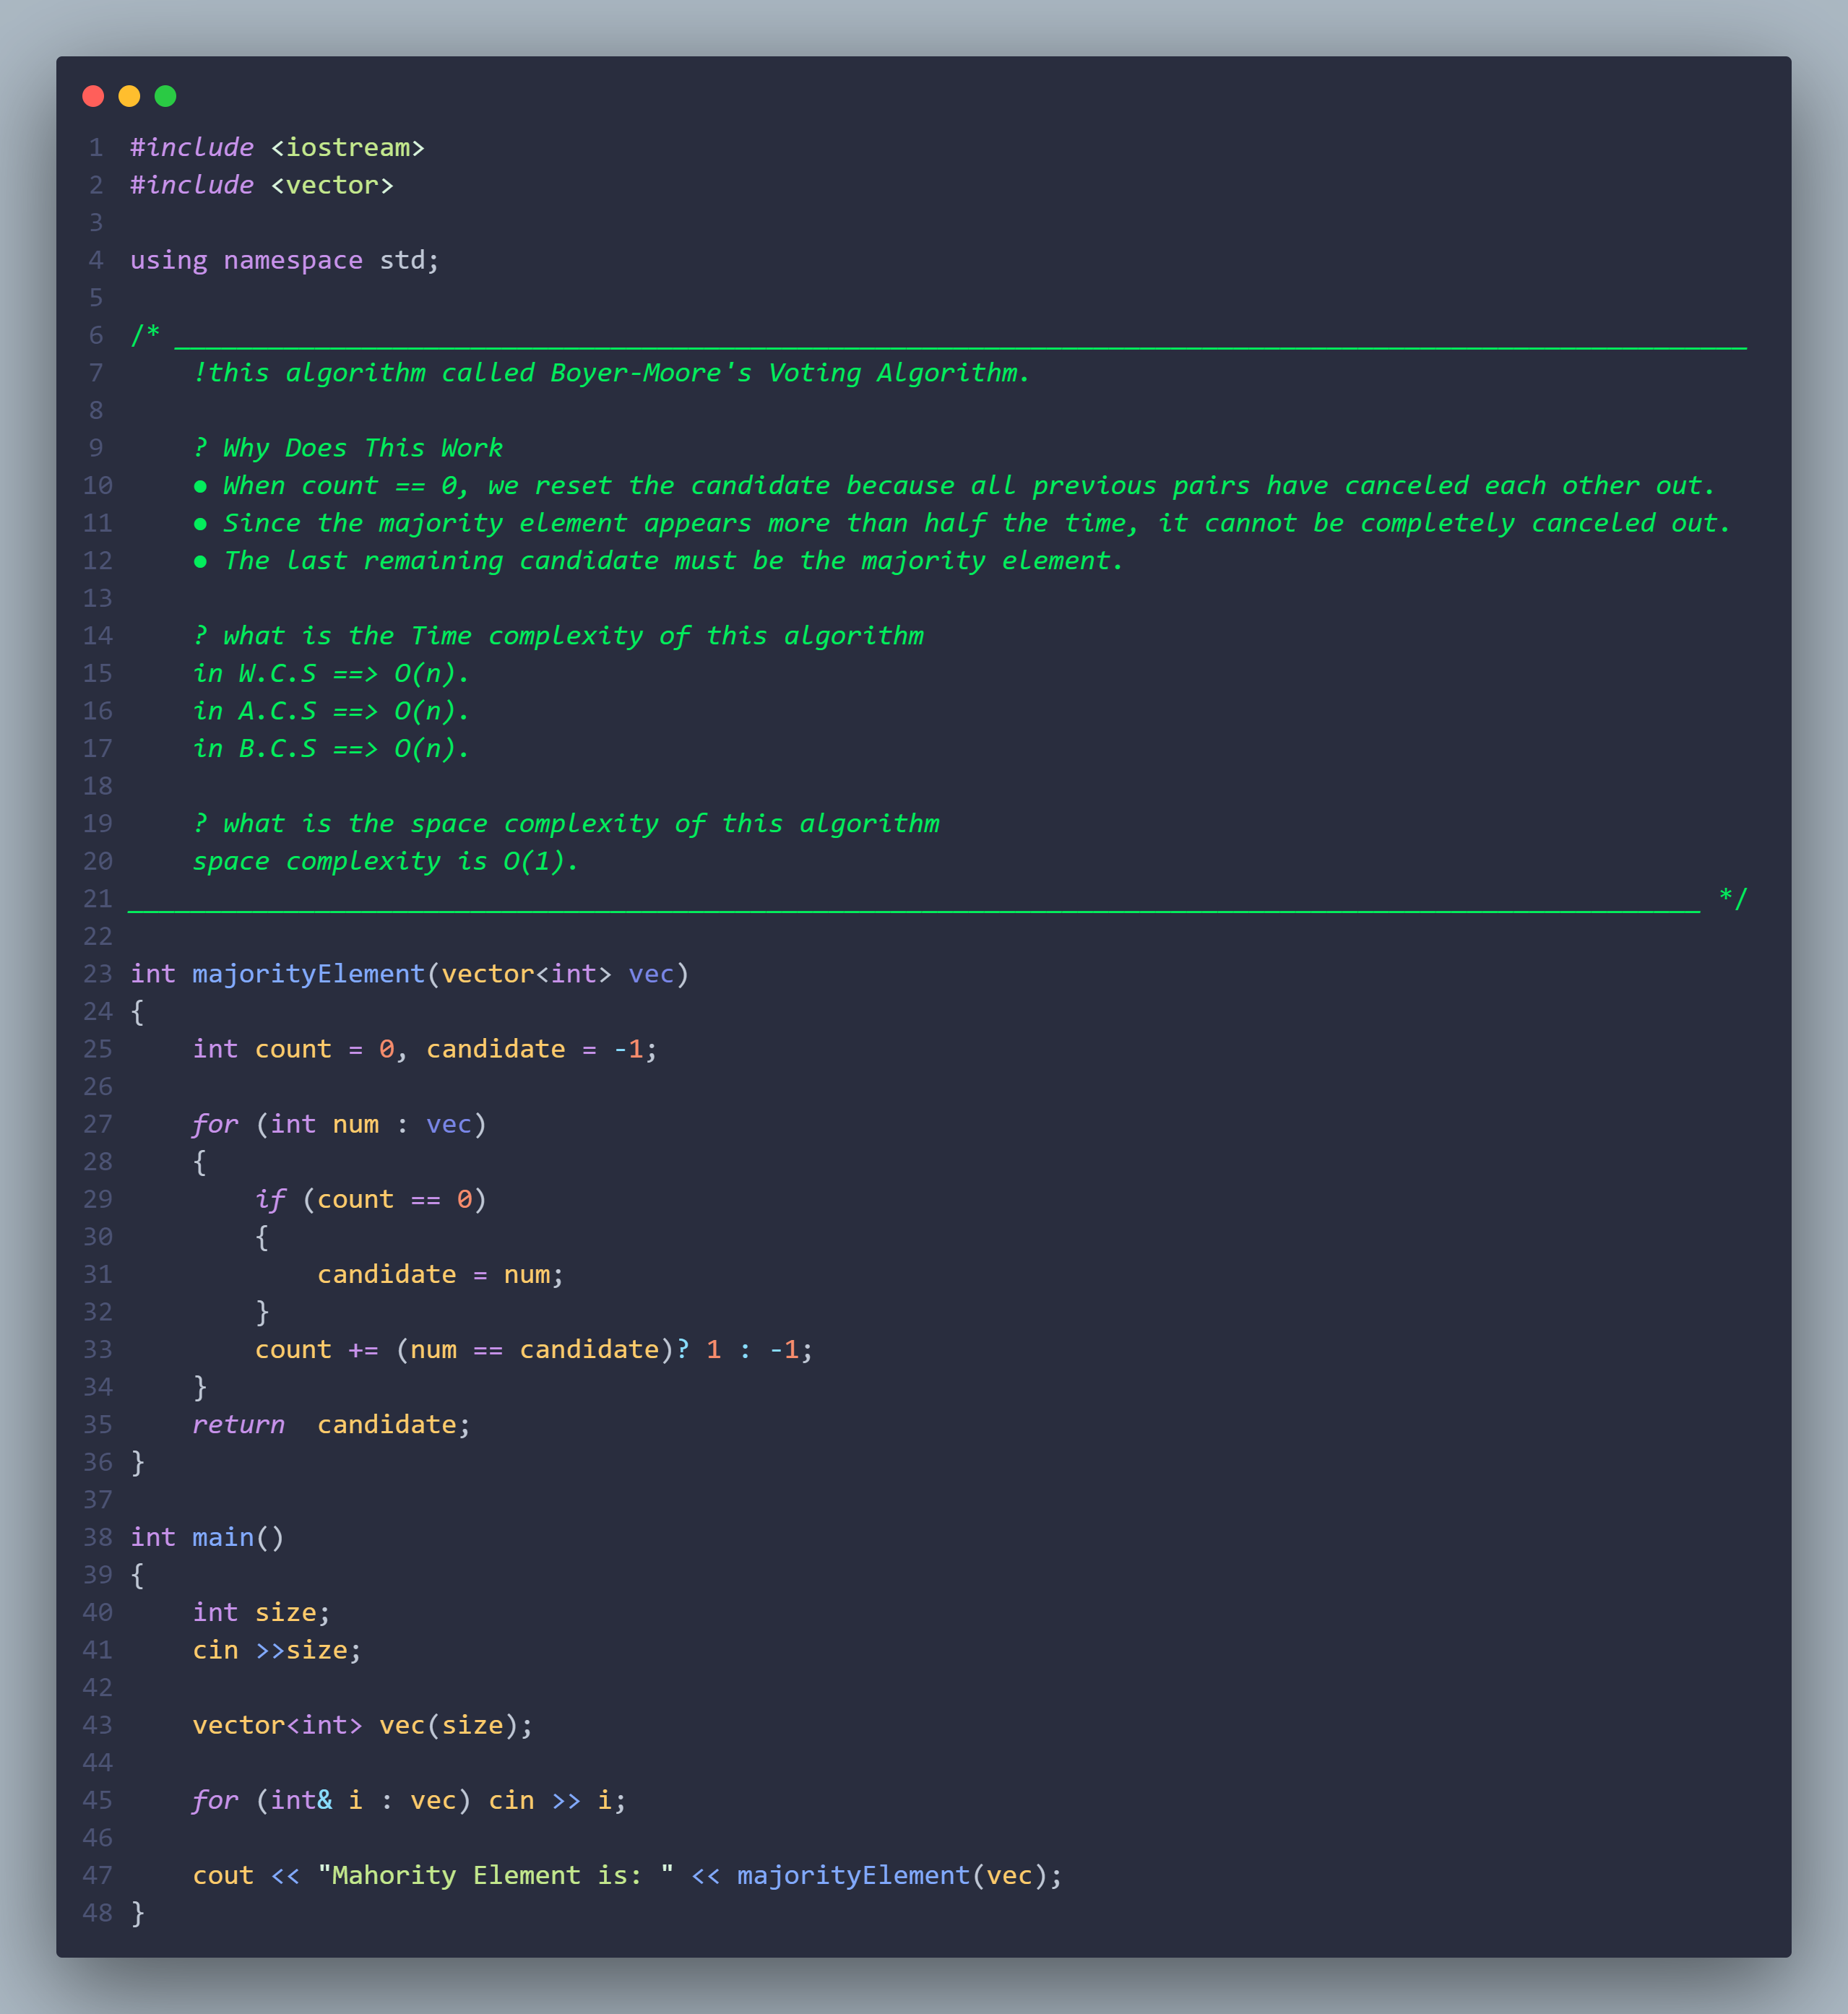 1 #include <iostream>
2 #include <vector>
3
4 using namespace std;
5
6 /* _____________________________________________________________________________________________________
7     !this algorithm called Boyer-Moore's Voting Algorithm.
8
9     ? Why Does This Work
10     ● When count == 0, we reset the candidate because all previous pairs have canceled each other out.
11     ● Since the majority element appears more than half the time, it cannot be completely canceled out.
12     ● The last remaining candidate must be the majority element.
13
14     ? what is the Time complexity of this algorithm
15     in W.C.S ==> O(n).
16     in A.C.S ==> O(n).
17     in B.C.S ==> O(n).
18
19     ? what is the space complexity of this algorithm
20     space complexity is O(1).
21 _____________________________________________________________________________________________________ */
22
23 int majorityElement(vector<int> vec)
24 {
25     int count = 0, candidate = -1;
26
27     for (int num : vec)
28     {
29         if (count == 0)
30         {
31             candidate = num;
32         }
33         count += (num == candidate)? 1 : -1;
34     }
35     return  candidate;
36 }
37
38 int main()
39 {
40     int size;
41     cin >>size;
42
43     vector<int> vec(size);
44
45     for (int& i : vec) cin >> i;
46
47     cout << "Mahority Element is: " << majorityElement(vec);
48 }